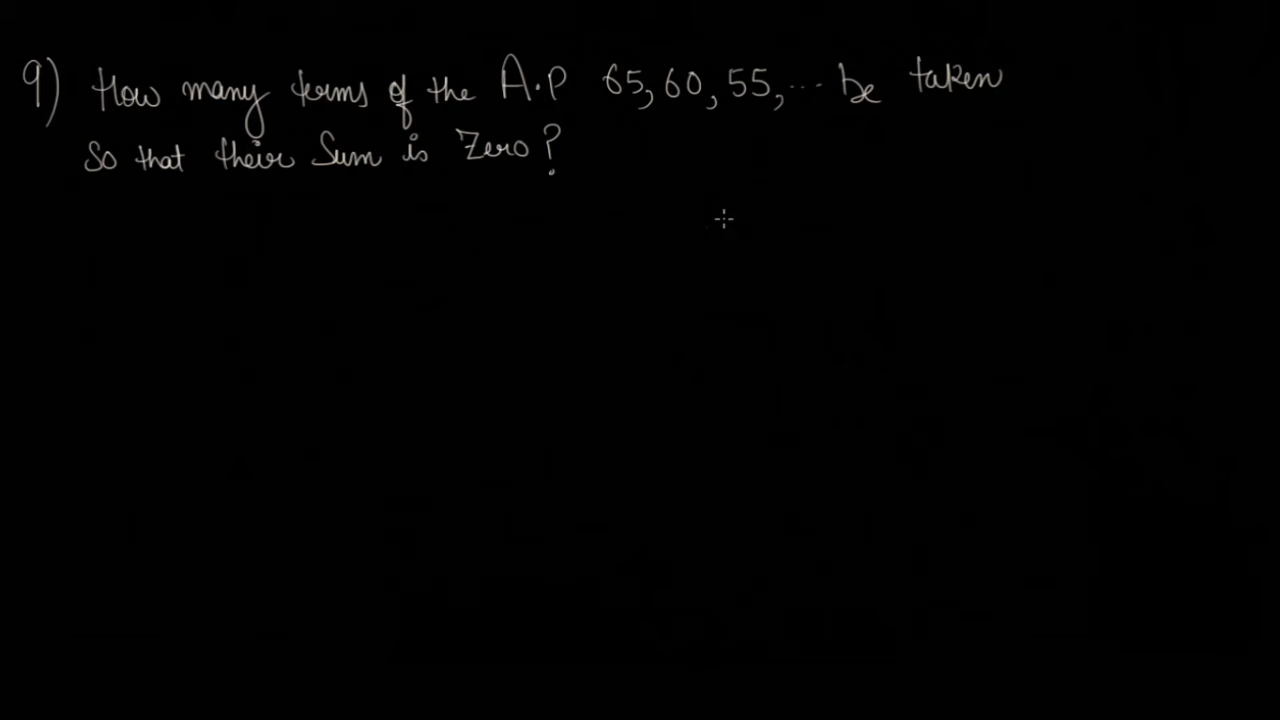 9) How many terms of the A.P 65, 60, 55, ... be taken
So that their Sum is Zero?